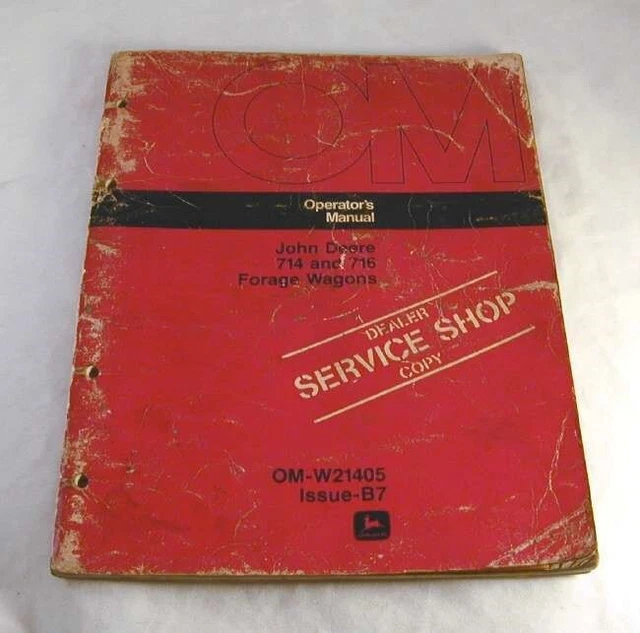 OM
Operator's
Manual
John Deere
714 and 716
Forage Wagons
DEALER
SERVICE SHOP
COPY
OM-W21405
Issue-B7